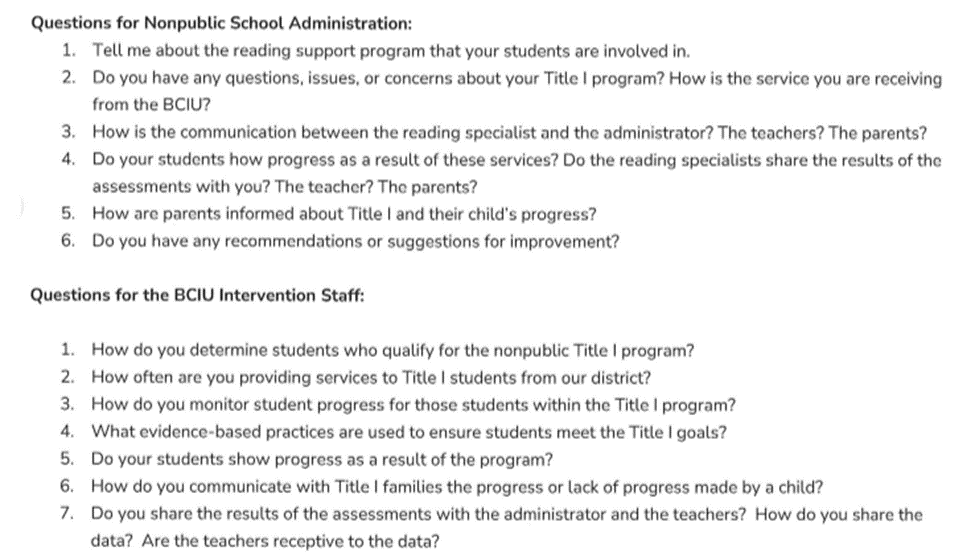 Questions for Nonpublic School Administration:
1. Tell me about the reading support program that your students are involved in.
2. Do you have any questions, issues, or concerns about your Title I program? How is the service you are receiving
from the BCIU?
3. How is the communication between the reading specialist and the administrator? The teachers? The parents?
4. Do your students how progress as a result of these services? Do the reading specialists share the results of the
assessments with you? The teacher? The parents?
5. How are parents informed about Title I and their child's progress?
6. Do you have any recommendations or suggestions for improvement?
Questions for the BCIU Intervention Staff:
1. How do you determine students who qualify for the nonpublic Title I program?
2. How often are you providing services to Title I students from our district?
3. How do you monitor student progress for those students within the Title I program?
4. What evidence-based practices are used to ensure students meet the Title I goals?
5. Do your students show progress as a result of the program?
6. How do you communicate with Title I families the progress or lack of progress made by a child?
7. Do you share the results of the assessments with the administrator and the teachers? How do you share the
data? Are the teachers receptive to the data?